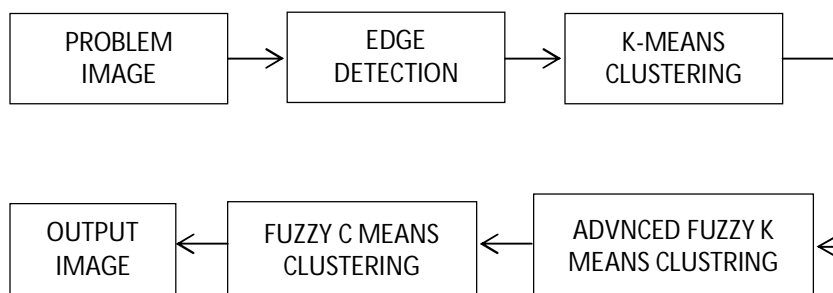 PROBLEM
IMAGE
EDGE
DETECTION
K-MEANS
CLUSTERING
ADVNCED FUZZY K
MEANS CLUSTRING
FUZZY C MEANS
CLUSTERING
OUTPUT
IMAGE